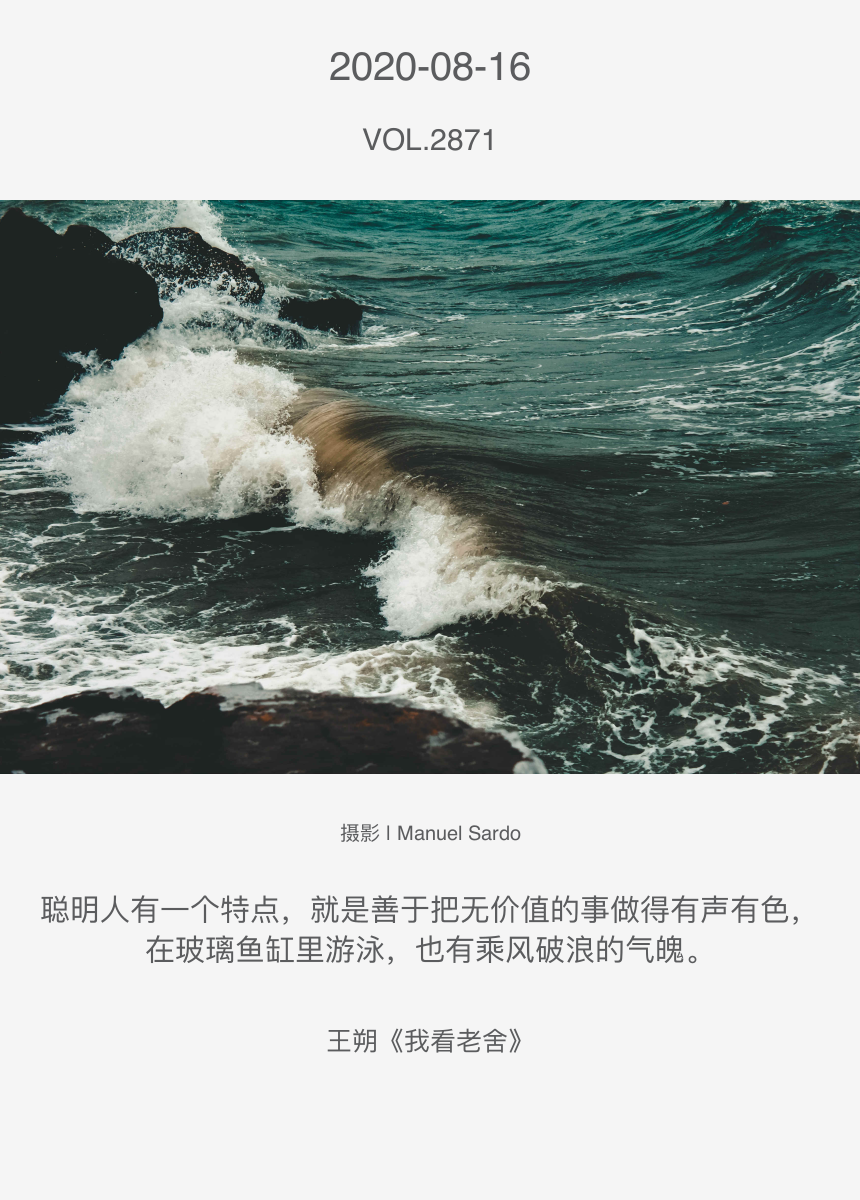 2020-08-16
VOL.2871
摄影 | Manuel Sardo
聪明人有一个特点，就是善于把无价值的事做得有声有色，
在玻璃鱼缸里游泳，也有乘风破浪的气魄。
王朔《我看老舍》